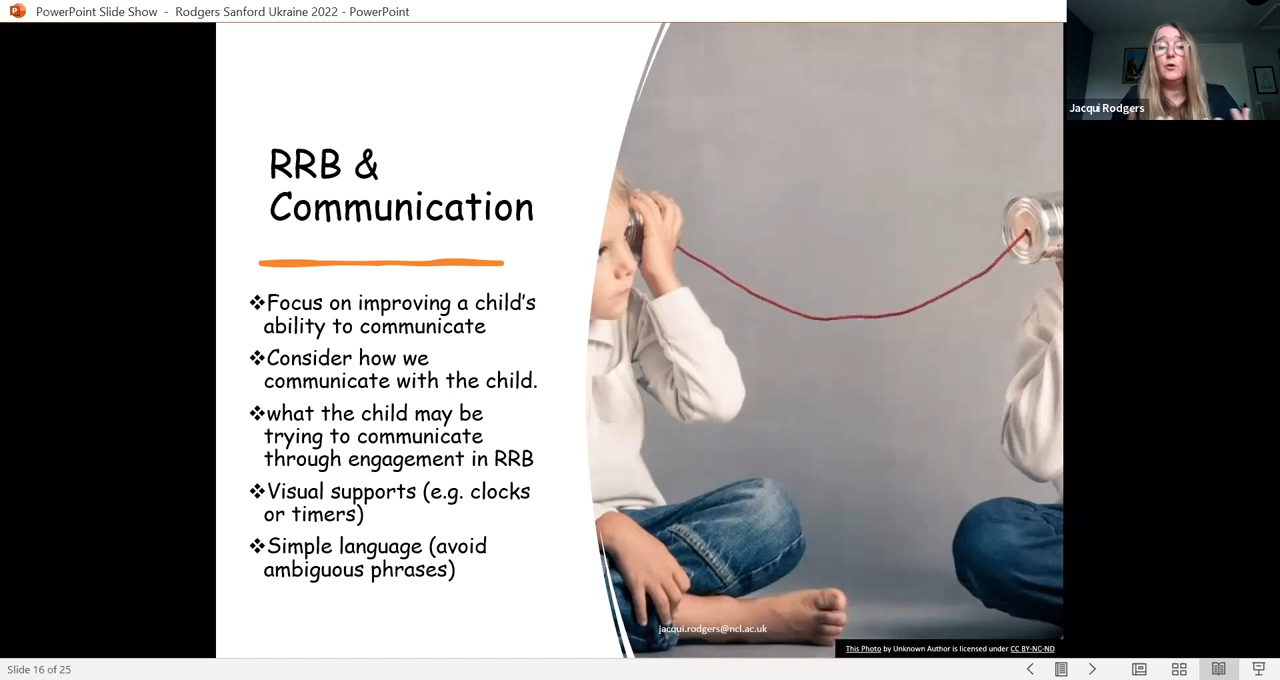 PowerPoint Slide Show - Rodgers Sanford Ukraine 2022 - PowerPoint
Jacqui Rodgers
RRB &
Communication
❖Focus on improving a child's
ability to communicate
❖Consider how we
communicate with the child.
❖what the child may be
trying to communicate
through engagement in RRB
❖Visual supports (e.g. clocks
or timers)
❖Simple language (avoid
ambiguous phrases)
jacqui.rodgers@ncl.ac.uk
This Photo by Unknown Author is licensed under CC BY-NC-ND
Slide 16 of 25